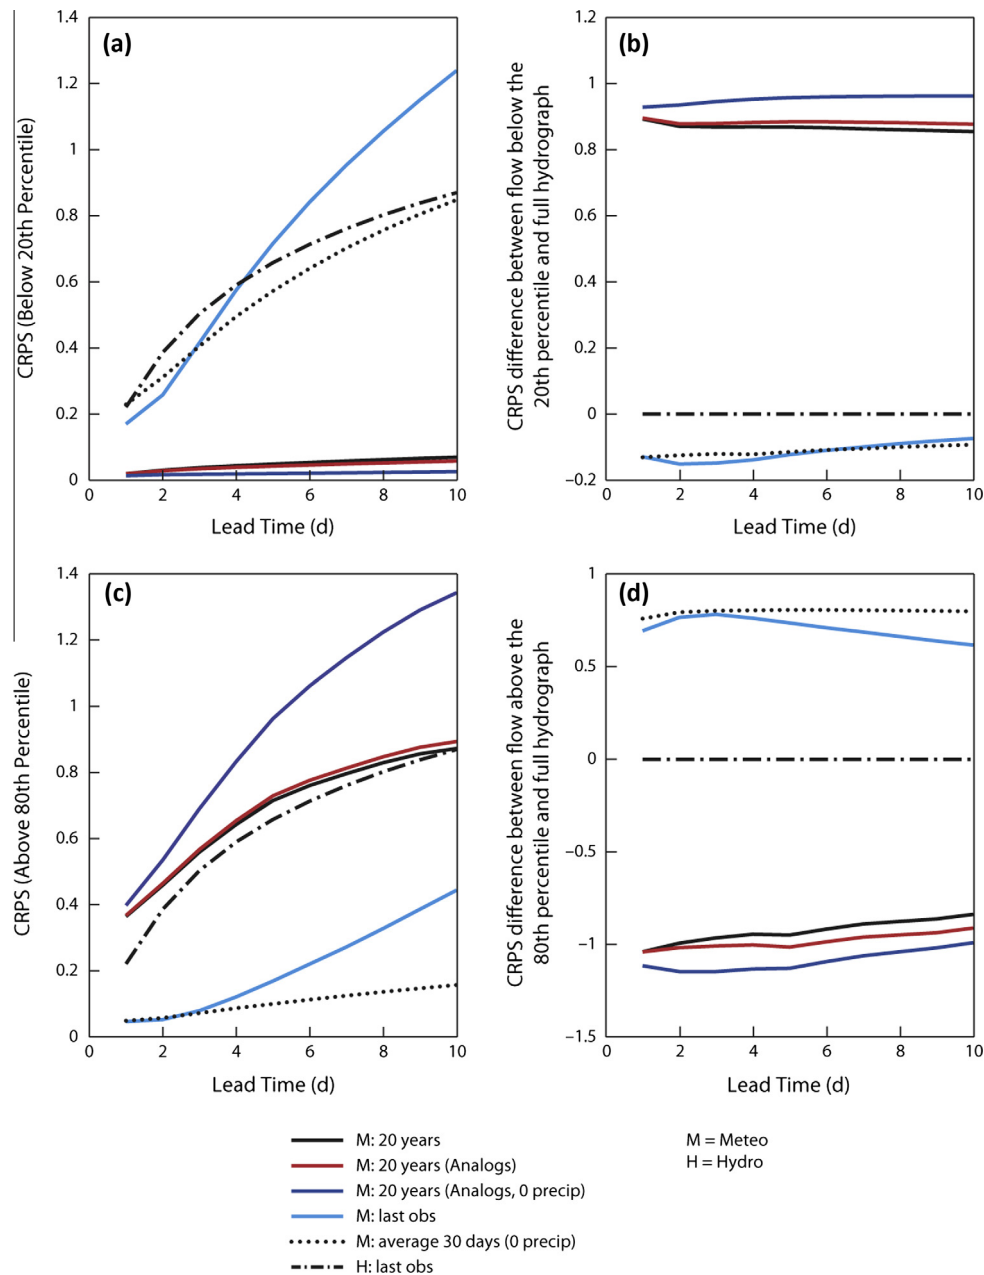 (a)
CRPS (Below 20th Percentile)
1.4
1.2
1
0.8
0.6
0.4
0.2
0
0 2 4 6 8 10
Lead Time (d)
(b)
CRPS difference between flow below the
20th percentile and full hydrograph
1.2
1
0.8
0.6
0.4
0.2
0
−0.2
0 2 4 6 8 10
Lead Time (d)
(c)
CRPS (Above 80th Percentile)
1.4
1.2
1
0.8
0.6
0.4
0.2
0
0 2 4 6 8 10
Lead Time (d)
(d)
CRPS difference between flow above the
80th percentile and full hydrograph
1
0.5
0
−0.5
−1
−1.5
0 2 4 6 8 10
Lead Time (d)
M: 20 years
M: 20 years (Analogs)
M: 20 years (Analogs, 0 precip)
M: last obs
M: average 30 days (0 precip)
H: last obs
M = Meteo
H = Hydro